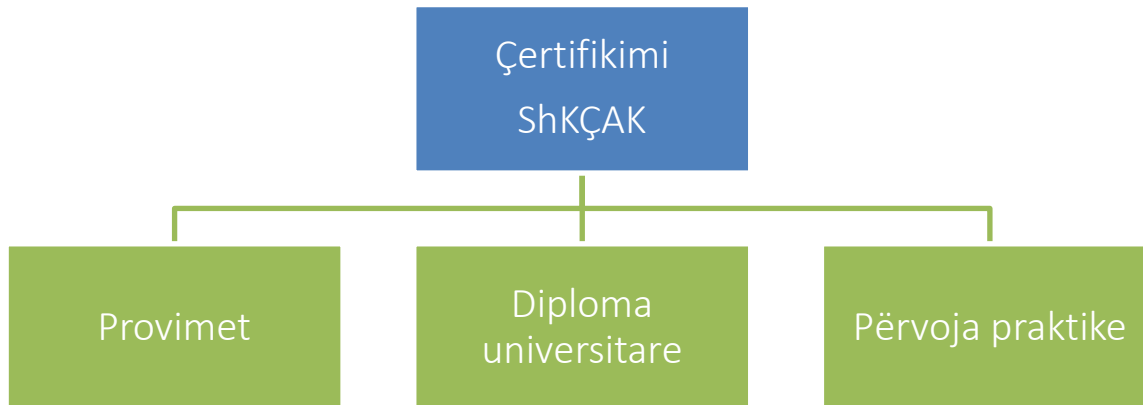 Çertifikimi
ShKÇAK
Provimet
Diploma
universitare
Përvoja praktike